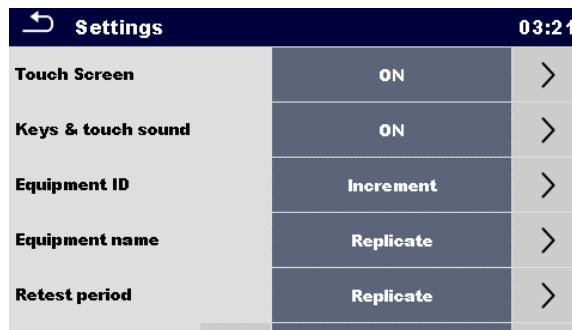 Settings 03:21
Touch Screen ON
Keys & touch sound ON
Equipment ID Increment
Equipment name Replicate
Retest period Replicate